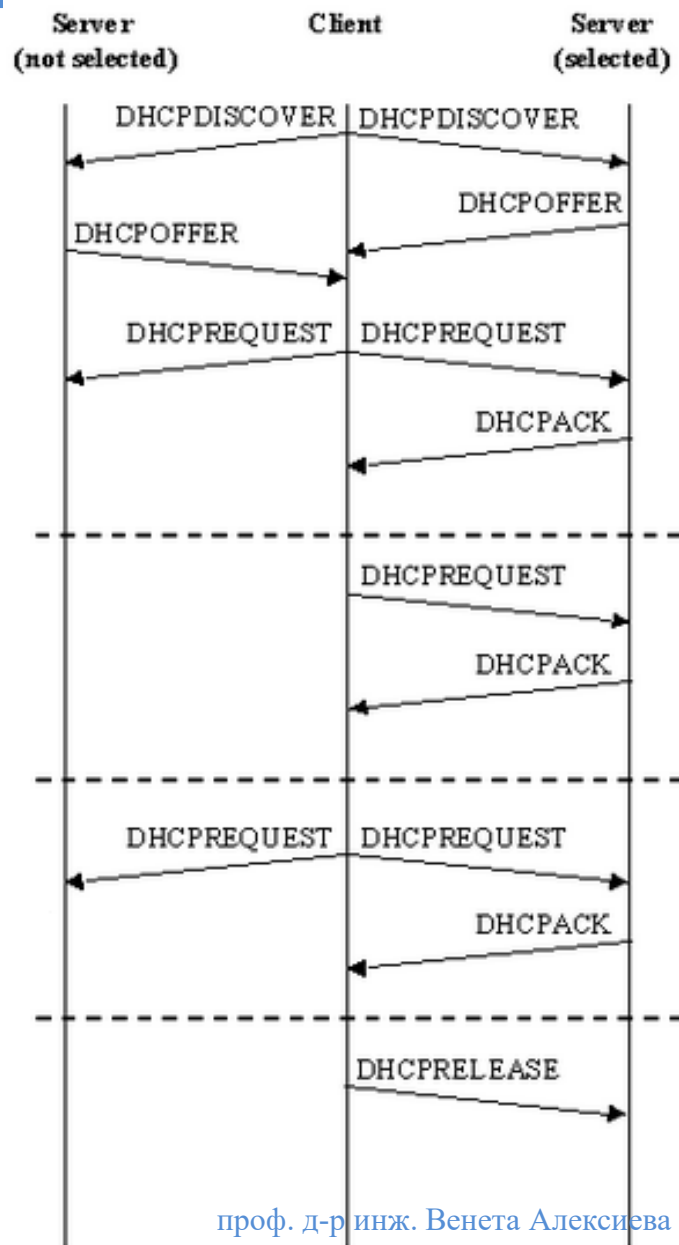 Server Client Server
(not selected) (selected)
DHCPDISCOVER DHCPDISCOVER
DHCPOFFER
DHCPOFFER
DHCPREQUEST DHCPREQUEST
DHCPACK
DHCPREQUEST
DHCPACK
DHCPREQUEST DHCPREQUEST
DHCPACK
DHCPRELEASE
проф. д-р инж. Венета Алексиева